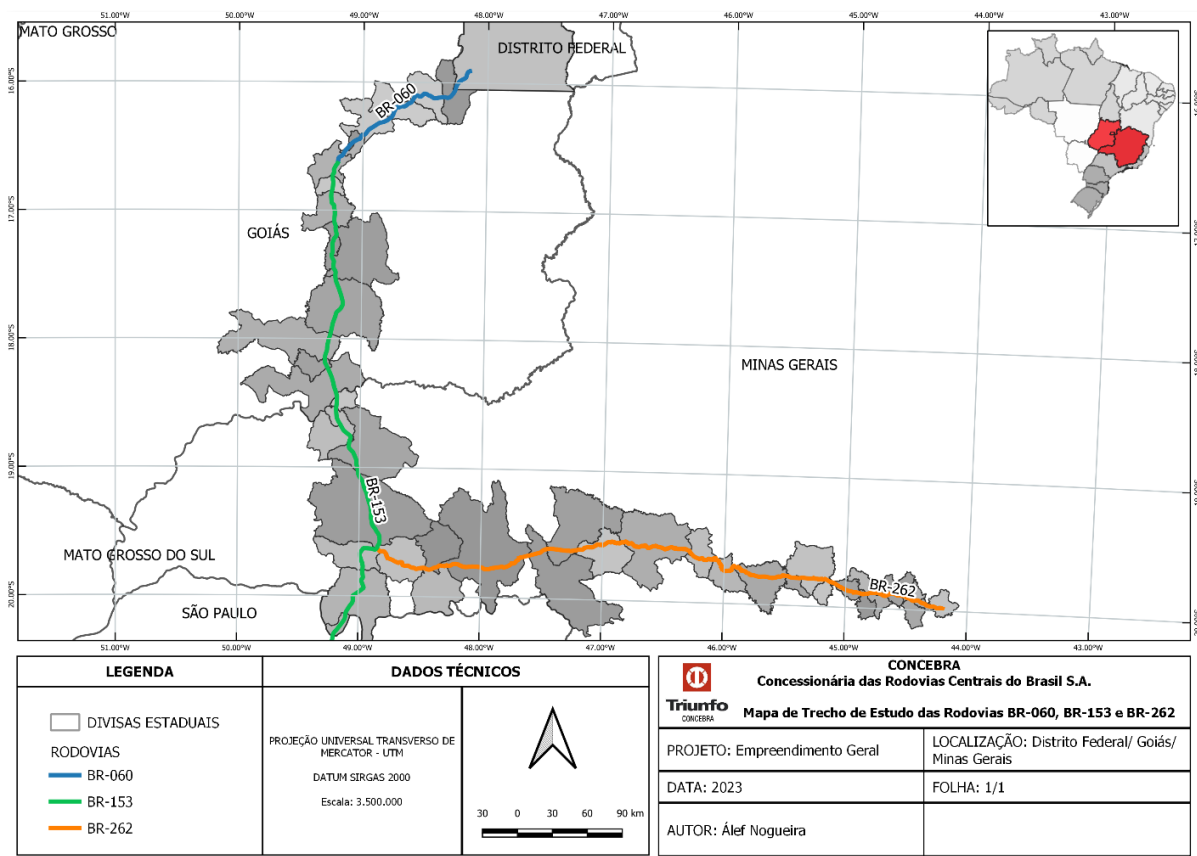 51.00°W 50.00°W 49.00°W 48.00°W 47.00°W 46.00°W 45.00°W 44.00°W 43.00°W
MATO GROSSO
DISTRITO FEDERAL
16.00°S
BR-060
17.00°S
GOIÁS
18.00°S
MINAS GERAIS
19.00°S
BR-153
MATO GROSSO DO SUL
20.00°S
SÃO PAULO
BR-262
51.00°W 50.00°W 49.00°W 48.00°W 47.00°W 46.00°W 45.00°W 44.00°W 43.00°W
LEGENDA
DIVISAS ESTADUAIS
RODOVIAS
BR-060
BR-153
BR-262
DADOS TÉCNICOS
PROJEÇÃO UNIVERSAL TRANSVERSO DE
MERCATOR - UTM
DATUM SIRGAS 2000
Escala: 3.500.000
30 0 30 60 90 km
Triunfo
CONCEBRA
CONCEBRA
Concessionária das Rodovias Centrais do Brasil S.A.
Mapa de Trecho de Estudo das Rodovias BR-060, BR-153 e BR-262
PROJETO: Empreendimento Geral
LOCALIZAÇÃO: Distrito Federal/ Goiás/
Minas Gerais
DATA: 2023
FOLHA: 1/1
AUTOR: Álef Nogueira